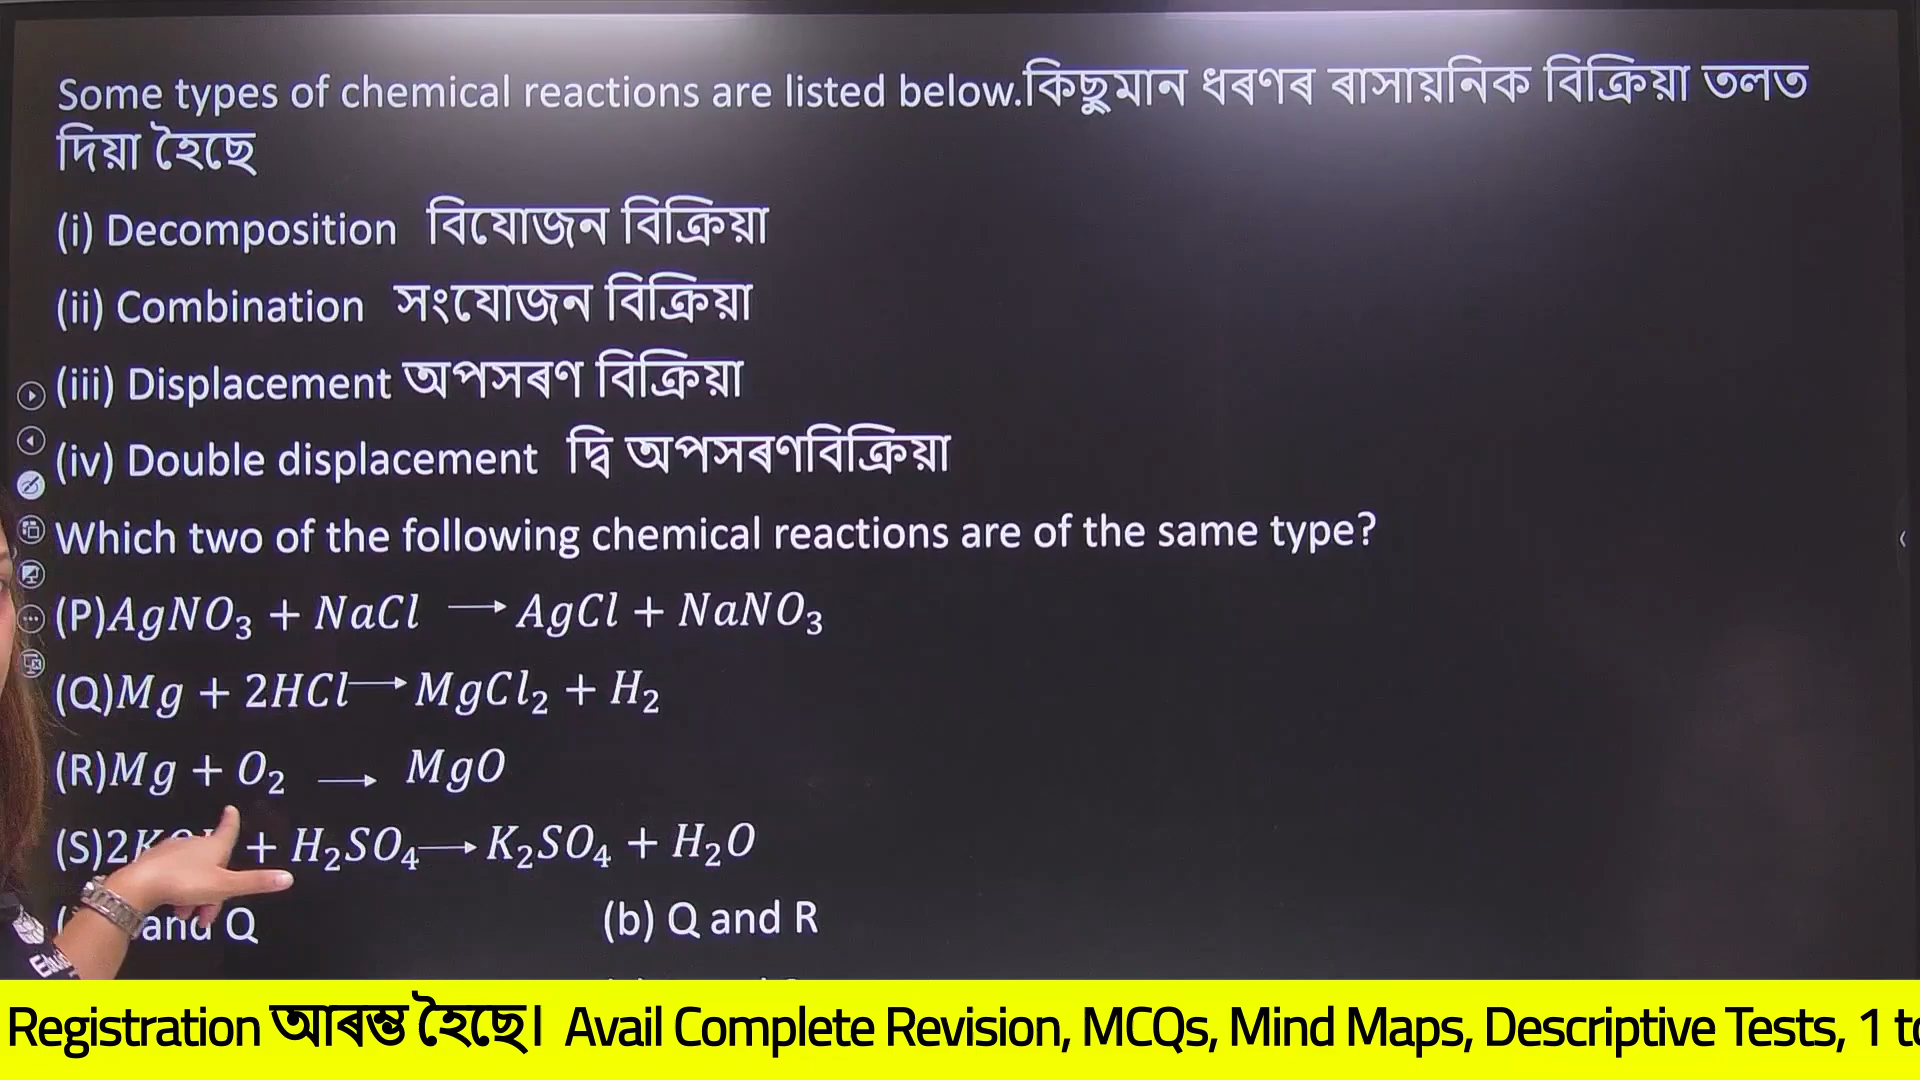 Some types of chemical reactions are listed below.কিছুমান ধৰণৰ ৰাসায়নিক বিক্ৰিয়া তলত
দিয়া হৈছে
(i) Decomposition বিযোজন বিক্ৰিয়া
(ii) Combination সংযোজন বিক্ৰিয়া
(iii) Displacement অপসৰণ বিক্ৰিয়া
(iv) Double displacement দ্বি অপসৰণবিক্ৰিয়া
Which two of the following chemical reactions are of the same type?
(P)AgNO₃ + NaCl ⟶ AgCl + NaNO₃
(Q)Mg + 2HCl ⟶ MgCl₂ + H₂
(R)Mg + O₂ ⟶ MgO
(S)2 + H₂SO₄ ⟶ K₂SO₄ + H₂O
and Q (b) Q and R
Registration আৰম্ভ হৈছে। Avail Complete Revision, MCQs, Mind Maps, Descriptive Tests, 1